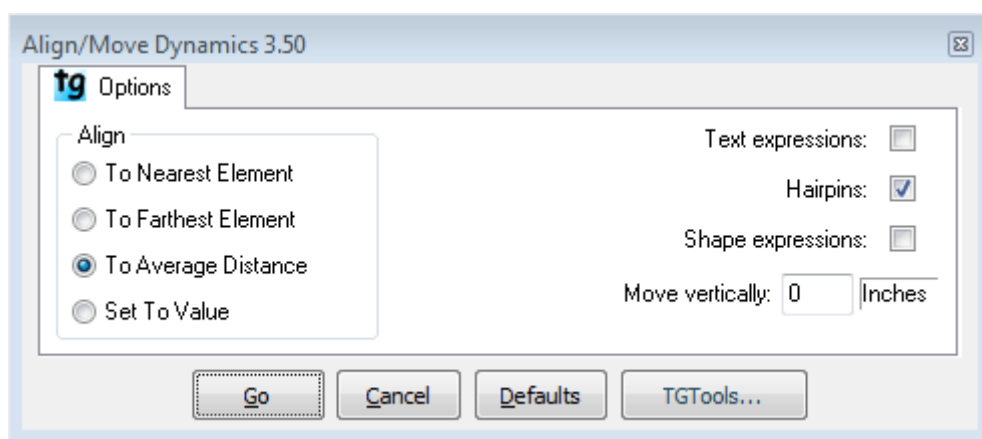 Align/Move Dynamics 3.50
tg Options
Align
To Nearest Element
To Farthest Element
To Average Distance
Set To Value
Text expressions:
Hairpins:
Shape expressions:
Move vertically: 0 Inches
Go Cancel Defaults TGTools...